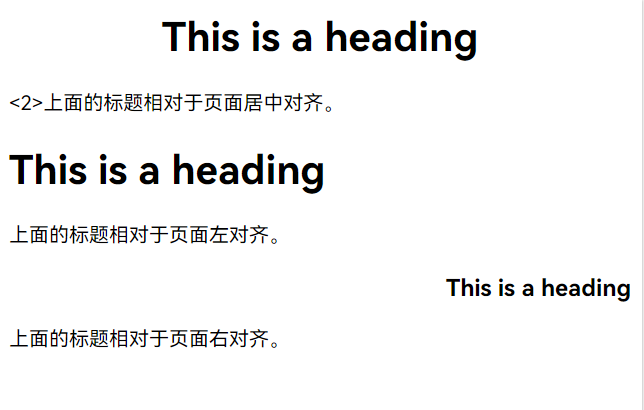 This is a heading
<2>上面的标题相对于页面居中对齐。
This is a heading
上面的标题相对于页面左对齐。
This is a heading
上面的标题相对于页面右对齐。